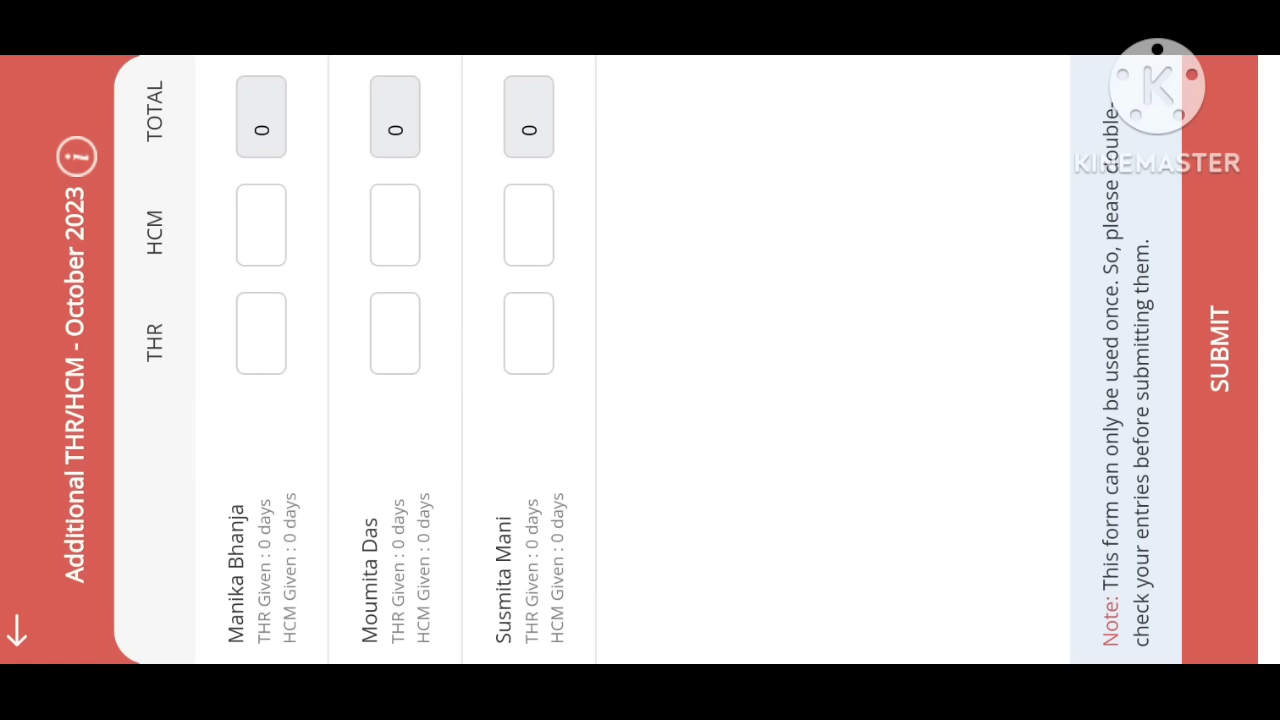 Additional THR/HCM - October 2023 i
THR HCM TOTAL
Manika Bhanja
THR Given : 0 days
HCM Given : 0 days
0
Moumita Das
THR Given : 0 days
HCM Given : 0 days
0
Susmita Mani
THR Given : 0 days
HCM Given : 0 days
0
Note: This form can only be used once. So, please double-
check your entries before submitting them.
SUBMIT
K
KINEMASTER